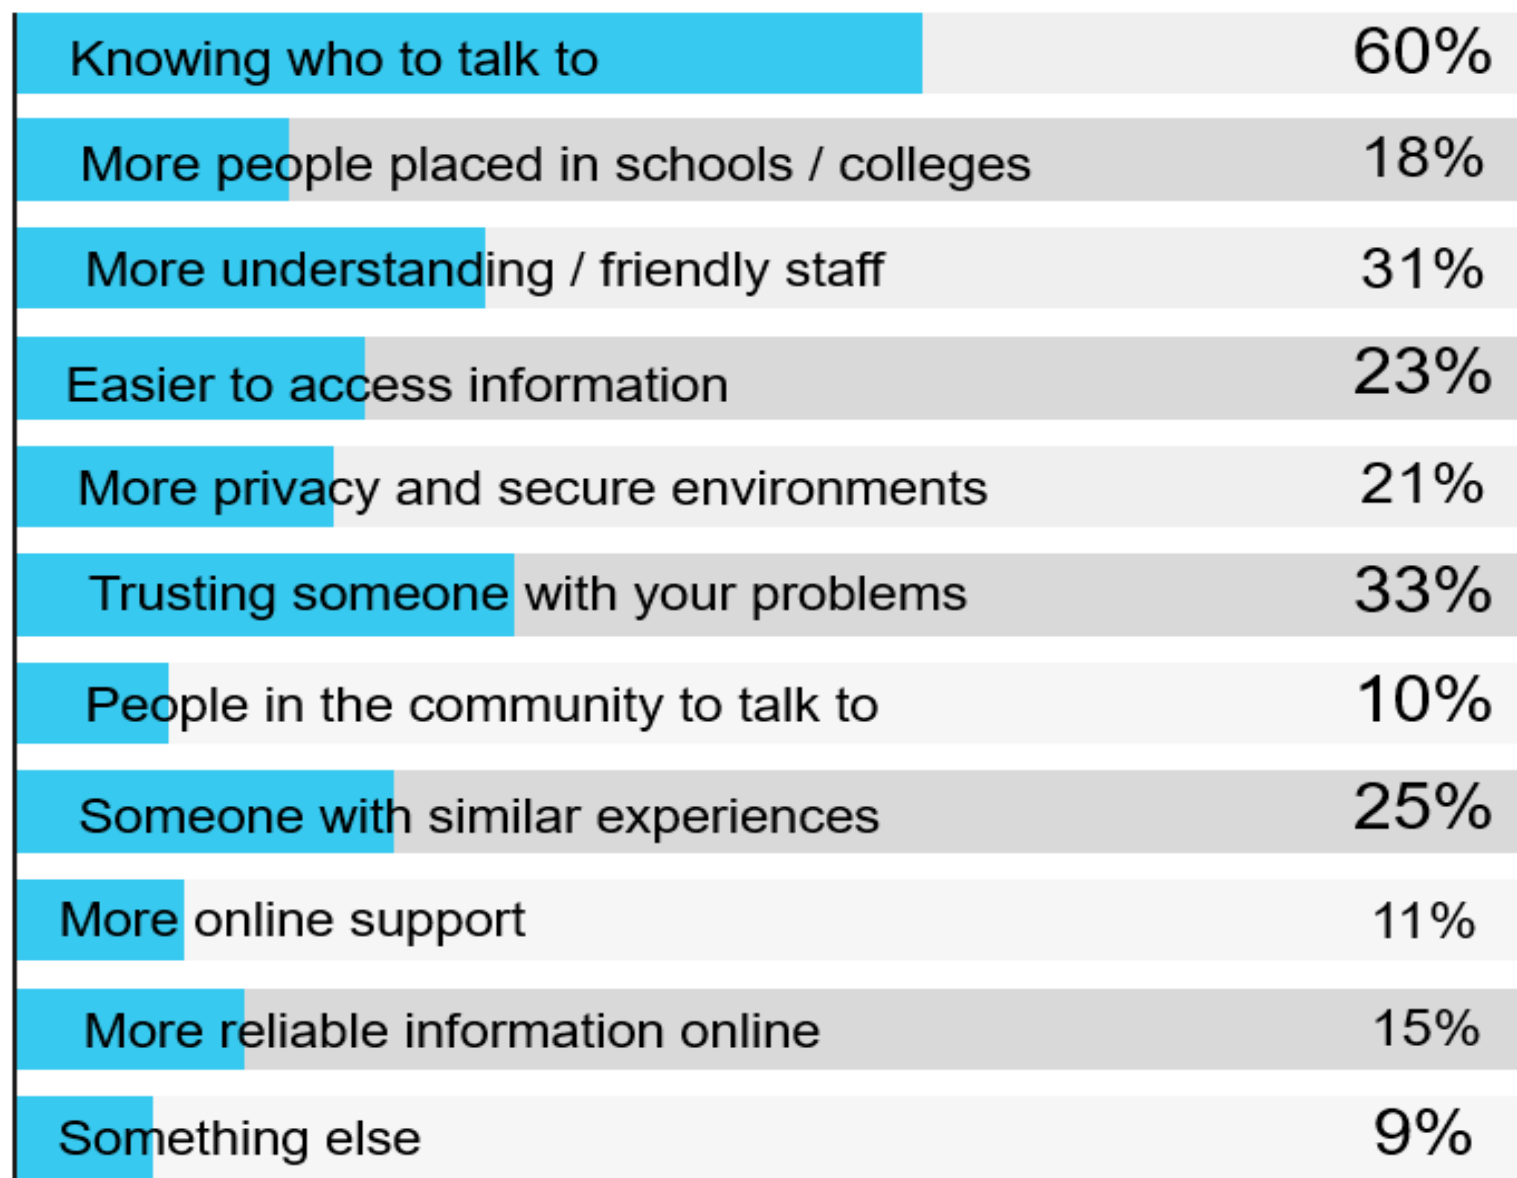 Knowing who to talk to 60%
More people placed in schools / colleges 18%
More understanding / friendly staff 31%
Easier to access information 23%
More privacy and secure environments 21%
Trusting someone with your problems 33%
People in the community to talk to 10%
Someone with similar experiences 25%
More online support 11%
More reliable information online 15%
Something else 9%